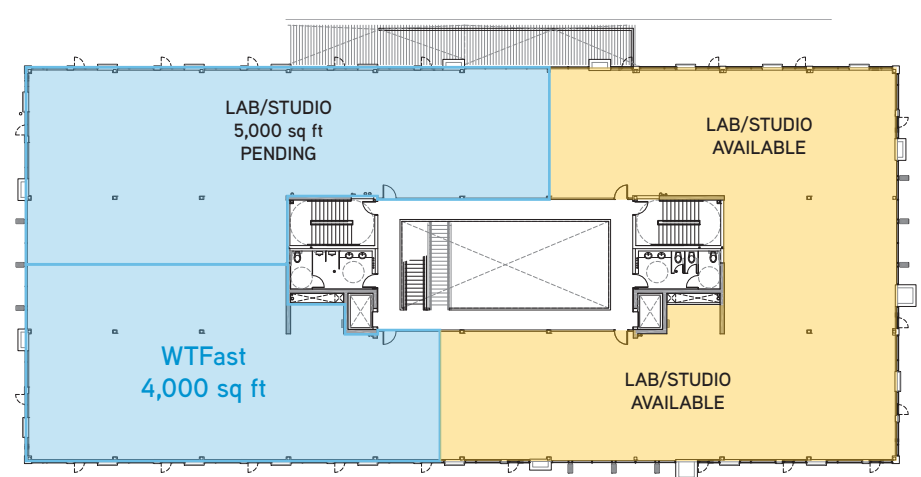 LAB/STUDIO
5,000 sq ft
PENDING
LAB/STUDIO
AVAILABLE
WTFast
4,000 sq ft
LAB/STUDIO
AVAILABLE